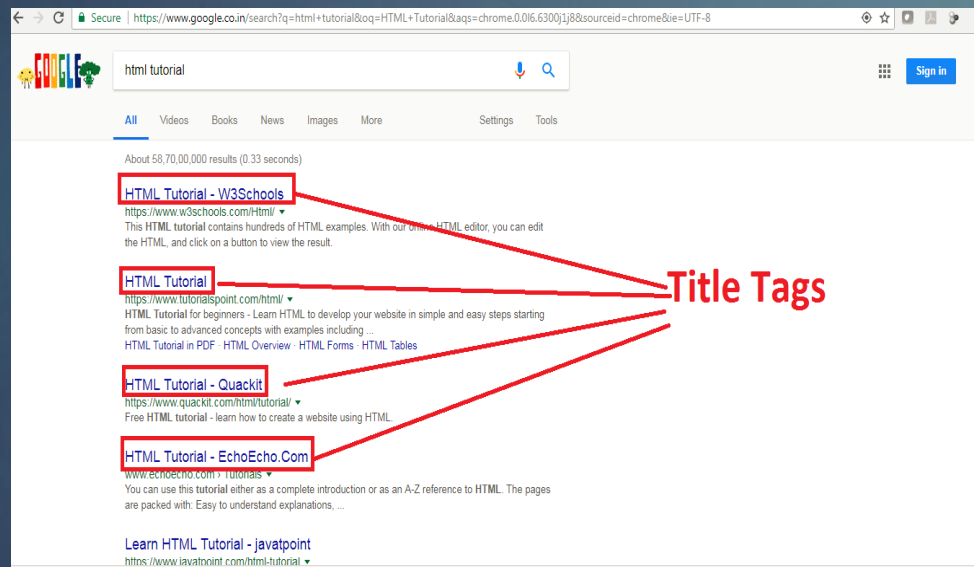 Secure | https://www.google.co.in/search?q=html+tutorial&oq=HTML+Tutorial&aqs=chrome.0.0l6.6300j1j8&sourceid=chrome&ie=UTF-8
GOOGLE
html tutorial
Sign in
All Videos Books News Images More Settings Tools
About 58,70,00,000 results (0.33 seconds)
HTML Tutorial - W3Schools
https://www.w3schools.com/Html/
This HTML tutorial contains hundreds of HTML examples. With our online HTML editor, you can edit
the HTML, and click on a button to view the result.
HTML Tutorial
https://www.tutorialspoint.com/html/
HTML Tutorial for beginners - Learn HTML to develop your website in simple and easy steps starting
from basic to advanced concepts with examples including ...
HTML Tutorial in PDF · HTML Overview · HTML Forms · HTML Tables
Title Tags
HTML Tutorial - Quackit
https://www.quackit.com/html/tutorial/
Free HTML tutorial - learn how to create a website using HTML.
HTML Tutorial - EchoEcho.Com
www.echoecho.com › Tutorials
You can use this tutorial either as a complete introduction or as an A-Z reference to HTML. The pages
are packed with: Easy to understand explanations, ...
Learn HTML Tutorial - javatpoint
https://www.javatpoint.com/html-tutorial